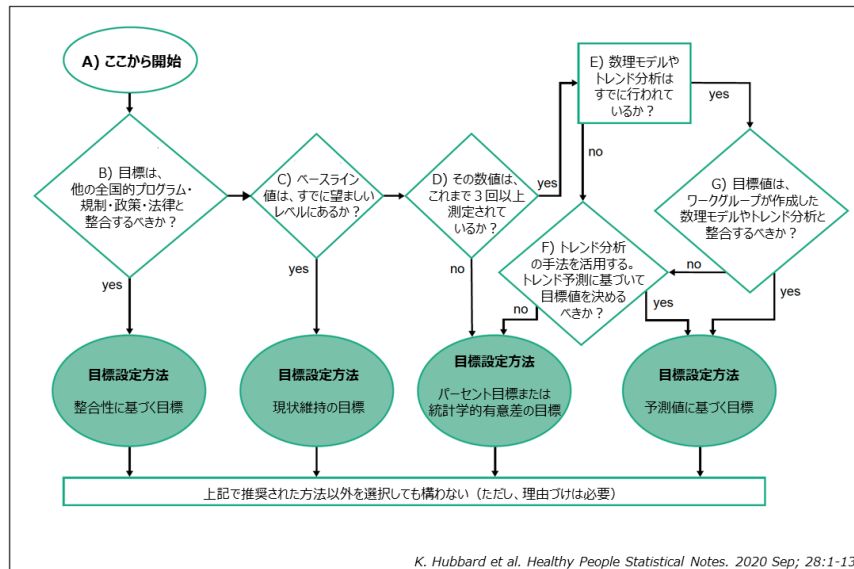 A) ここから開始
B) 目標は、
他の全国的プログラム・
規制・政策・法律と
整合するべきか？
yes
C) ベースライン
値は、すでに望ましい
レベルにあるか？
yes
D) その数値は、
これまで３回以上
測定されて
いるか？
yes
no
E) 数理モデルや
トレンド分析は
すでに行われて
いるか？
yes
no
F) トレンド分析
の手法を活用する。
トレンド予測に基づいて
目標値を決める
べきか？
no
yes
G) 目標値は、
ワークグループが作成した
数理モデルやトレンド分析と
整合するべきか？
no
yes
目標設定方法
整合性に基づく目標
目標設定方法
現状維持の目標
目標設定方法
パーセント目標または
統計学的有意差の目標
目標設定方法
予測値に基づく目標
上記で推奨された方法以外を選択しても構わない（ただし、理由づけは必要）
K. Hubbard et al. Healthy People Statistical Notes. 2020 Sep; 28:1-13